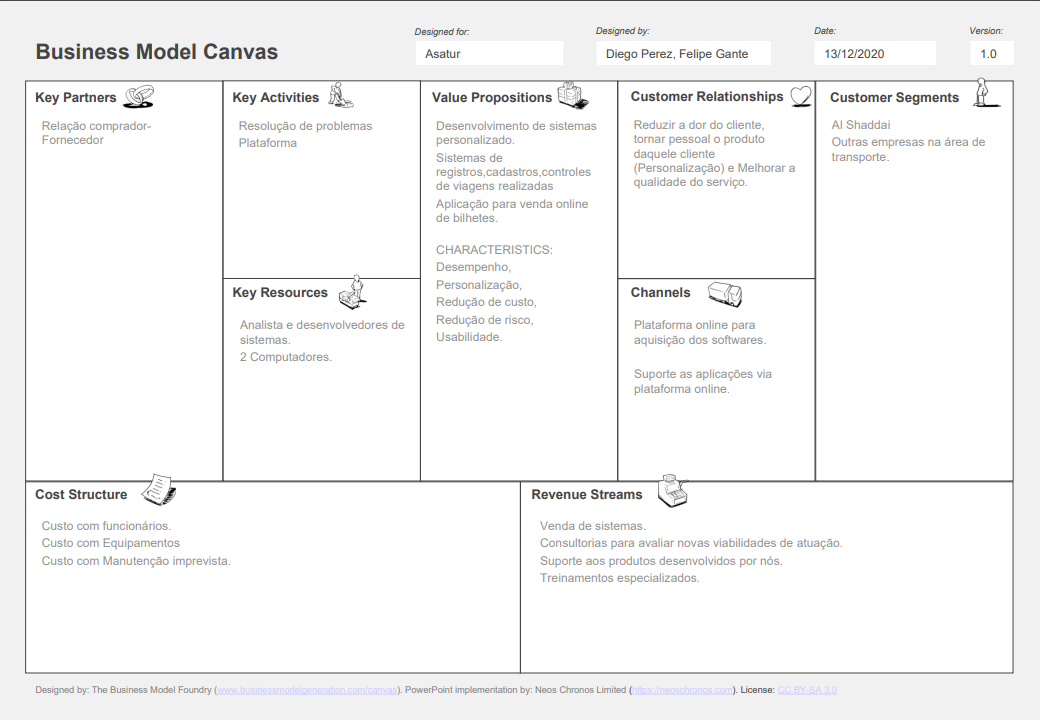 Business Model Canvas
Designed for:
Asatur
Designed by:
Diego Perez, Felipe Gante
Date:
13/12/2020
Version:
1.0
Key Partners
Relação comprador-
Fornecedor
Key Activities
Resolução de problemas
Plataforma
Key Resources
Analista e desenvolvedores de
sistemas.
2 Computadores.
Value Propositions
Desenvolvimento de sistemas
personalizado.
Sistemas de
registros,cadastros,controles
de viagens realizadas
Aplicação para venda online
de bilhetes.
CHARACTERISTICS:
Desempenho,
Personalização,
Redução de custo,
Redução de risco,
Usabilidade.
Customer Relationships
Reduzir a dor do cliente,
tornar pessoal o produto
daquele cliente
(Personalização) e Melhorar a
qualidade do serviço.
Channels
Plataforma online para
aquisição dos softwares.
Suporte as aplicações via
plataforma online.
Customer Segments
Al Shaddai
Outras empresas na área de
transporte.
Cost Structure
Custo com funcionários.
Custo com Equipamentos
Custo com Manutenção imprevista.
Revenue Streams
Venda de sistemas.
Consultorias para avaliar novas viabilidades de atuação.
Suporte aos produtos desenvolvidos por nós.
Treinamentos especializados.
Designed by: The Business Model Foundry (www.businessmodelgeneration.com/canvas). PowerPoint implementation by: Neos Chronos Limited (https://neoschronos.com). License: CC BY-SA 3.0